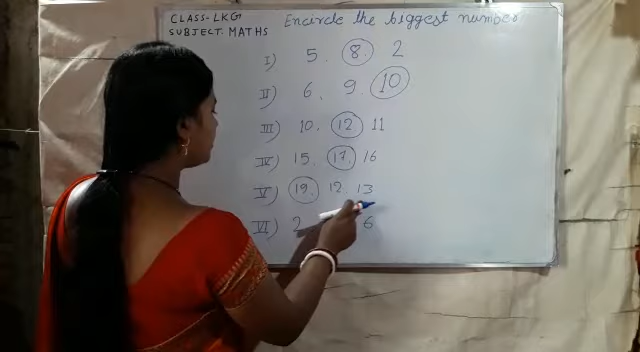 CLASS-LKG Encircle the biggest number
SUBJECT. MATHS
I) 5. 8 2
II) 6. 9. 10
III) 10. 12 11
IV) 15. 17. 16
V) 19. 12. 13
VI) 2 6